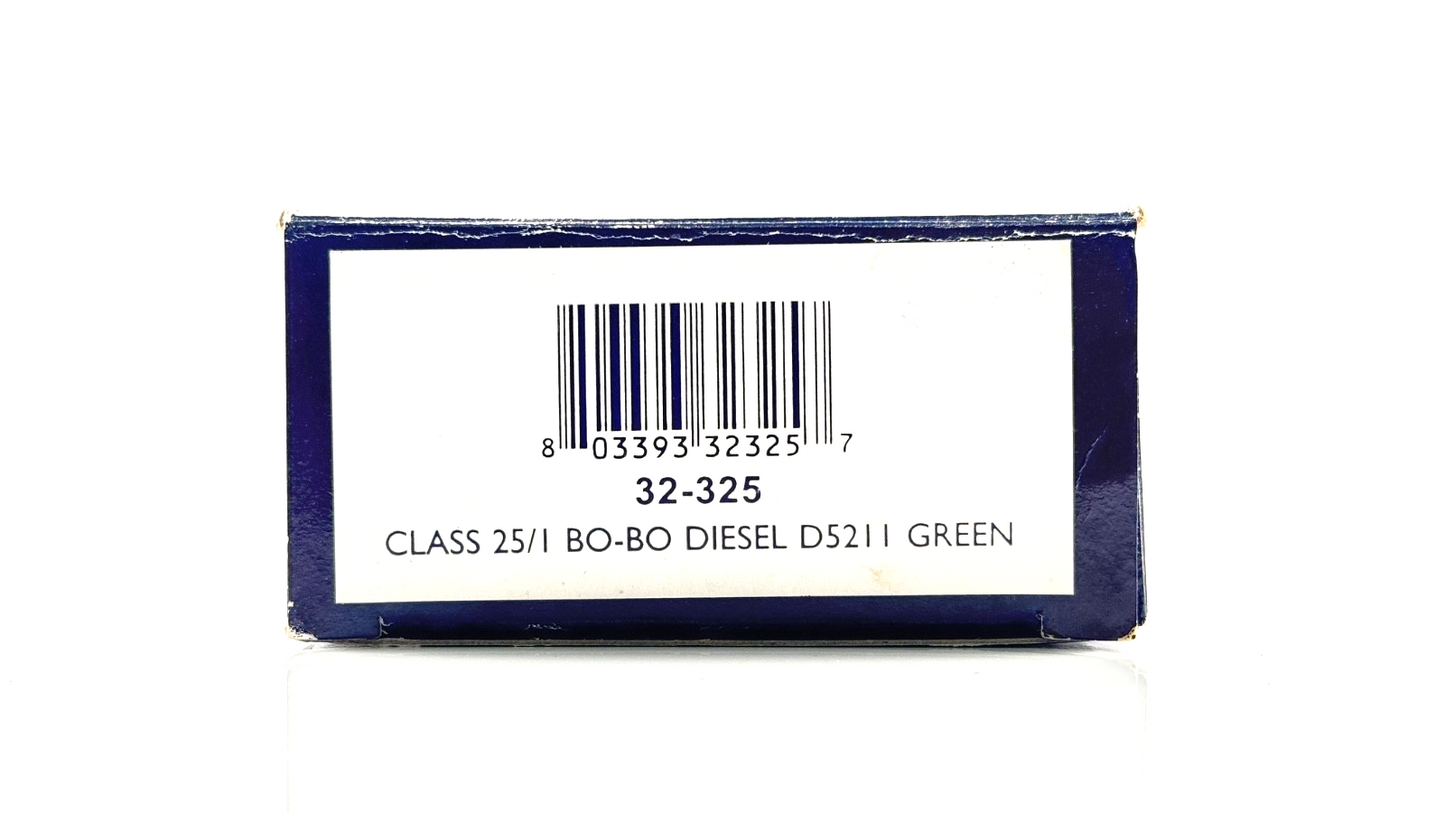 8 03393 32325 7
32-325
CLASS 25/1 BO-BO DIESEL D5211 GREEN